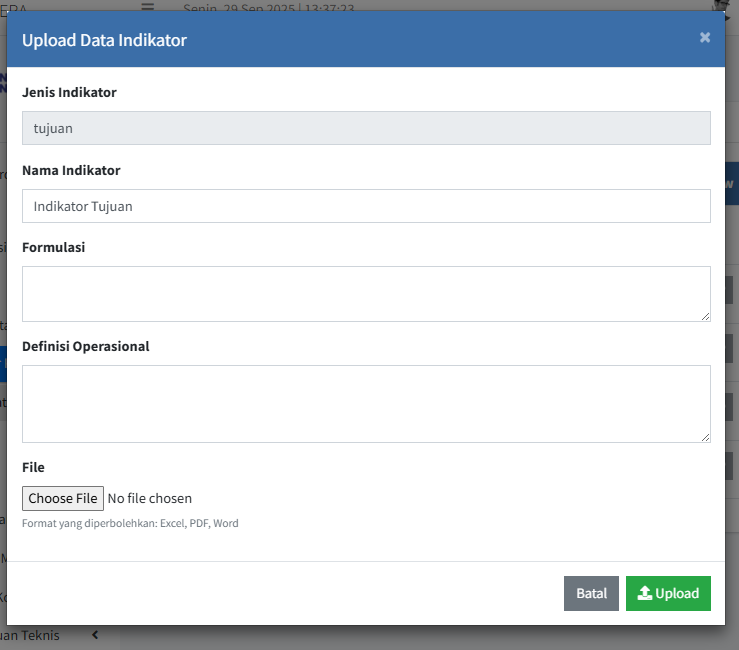 ERA
Senin, 29 Sep 2025 | 13:37:23
Upload Data Indikator
×
Jenis Indikator
tujuan
Nama Indikator
Indikator Tujuan
Formulasi
Definisi Operasional
File
Choose File No file chosen
Format yang diperbolehkan: Excel, PDF, Word
Batal
Upload
uan Teknis